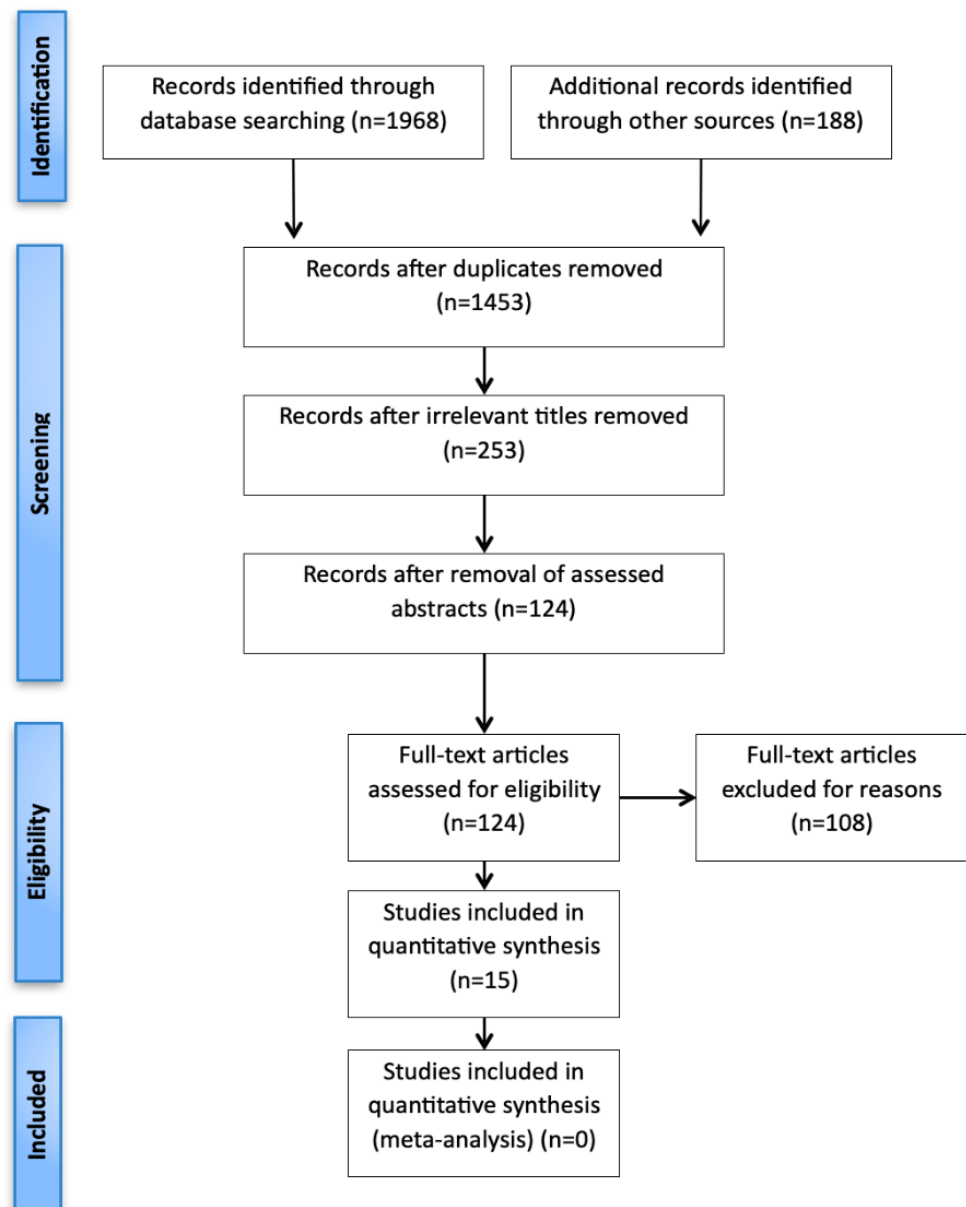 Identification
Records identified through
database searching (n=1968)
Additional records identified
through other sources (n=188)
Screening
Records after duplicates removed
(n=1453)
Records after irrelevant titles removed
(n=253)
Records after removal of assessed
abstracts (n=124)
Eligibility
Full-text articles
assessed for eligibility
(n=124)
Full-text articles
excluded for reasons
(n=108)
Studies included in
quantitative synthesis
(n=15)
Included
Studies included in
quantitative synthesis
(meta-analysis) (n=0)